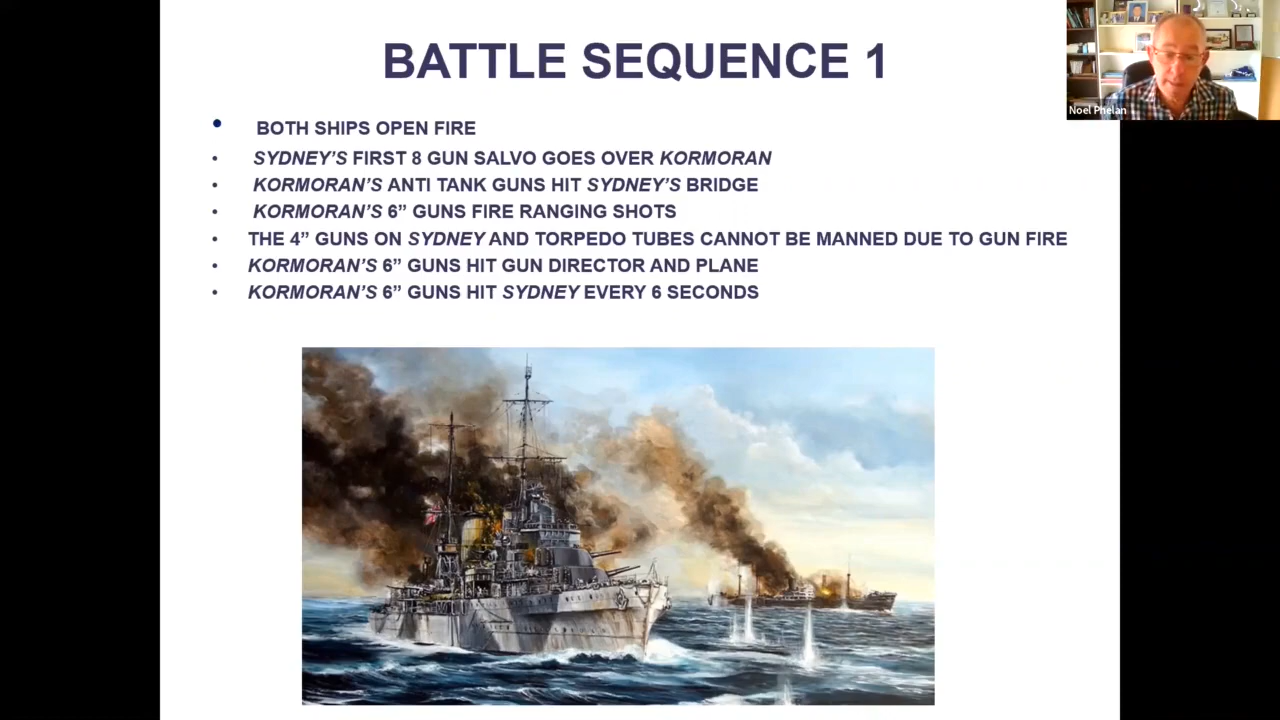 BATTLE SEQUENCE 1
Noel Phelan
• BOTH SHIPS OPEN FIRE
• SYDNEY’S FIRST 8 GUN SALVO GOES OVER KORMORAN
• KORMORAN’S ANTI TANK GUNS HIT SYDNEY’S BRIDGE
• KORMORAN’S 6” GUNS FIRE RANGING SHOTS
• THE 4” GUNS ON SYDNEY AND TORPEDO TUBES CANNOT BE MANNED DUE TO GUN FIRE
• KORMORAN’S 6” GUNS HIT GUN DIRECTOR AND PLANE
• KORMORAN’S 6” GUNS HIT SYDNEY EVERY 6 SECONDS